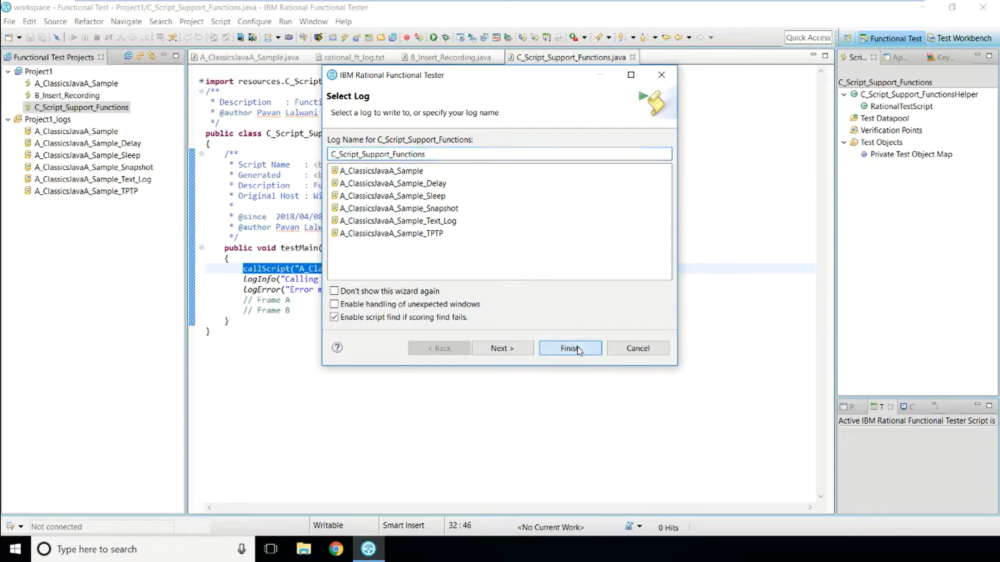 workspace - Functional Test - Project1/C_Script_Support_Functions.java - IBM Rational Functional Tester
File Edit Source Refactor Navigate Search Project Script Configure Run Window Help
Quick Access
Functional Test
Test Workbench
Functional Test Projects
Project1
A_ClassicsJavaA_Sample
B_Insert_Recording
C_Script_Support_Functions
Project1_logs
A_ClassicsJavaA_Sample
A_ClassicsJavaA_Sample_Delay
A_ClassicsJavaA_Sample_Sleep
A_ClassicsJavaA_Sample_Snapshot
A_ClassicsJavaA_Sample_Text_Log
A_ClassicsJavaA_Sample_TPTP
A_ClassicsJavaA_Sample.java
rational_ft_log.txt
B_Insert_Recording.java
C_Script_Support_Functions.java
import resources.C_Script
/**
* Description : Functi
* @author Pavan Lalwani
*/
public class C_Script_Sup
{
/**
* Script Name : <b
* Generated : <b
* Description : Fu
* Original Host : Wi
*
* @since 2018/04/08
* @author Pavan Lalw
*/
public void testMain(
{
callScript("A_Cla
logInfo("Calling
logError("Error m
// Frame A
// Frame B
}
}
IBM Rational Functional Tester
Select Log
Select a log to write to, or specify your log name
Log Name for C_Script_Support_Functions:
C_Script_Support_Functions
A_ClassicsJavaA_Sample
A_ClassicsJavaA_Sample_Delay
A_ClassicsJavaA_Sample_Sleep
A_ClassicsJavaA_Sample_Snapshot
A_ClassicsJavaA_Sample_Text_Log
A_ClassicsJavaA_Sample_TPTP
Don't show this wizard again
Enable handling of unexpected windows
Enable script find if scoring find fails.
?
< Back
Next >
Finish
Cancel
Scri...
Ap...
Key...
C_Script_Support_Functions
C_Script_Support_FunctionsHelper
RationalTestScript
Test Datapool
Verification Points
Test Objects
Private Test Object Map
P
T
C
Active IBM Rational Functional Tester Script is
Not connected
Writable
Smart Insert
32 : 46
<No Current Work>
0 Hits
Type here to search